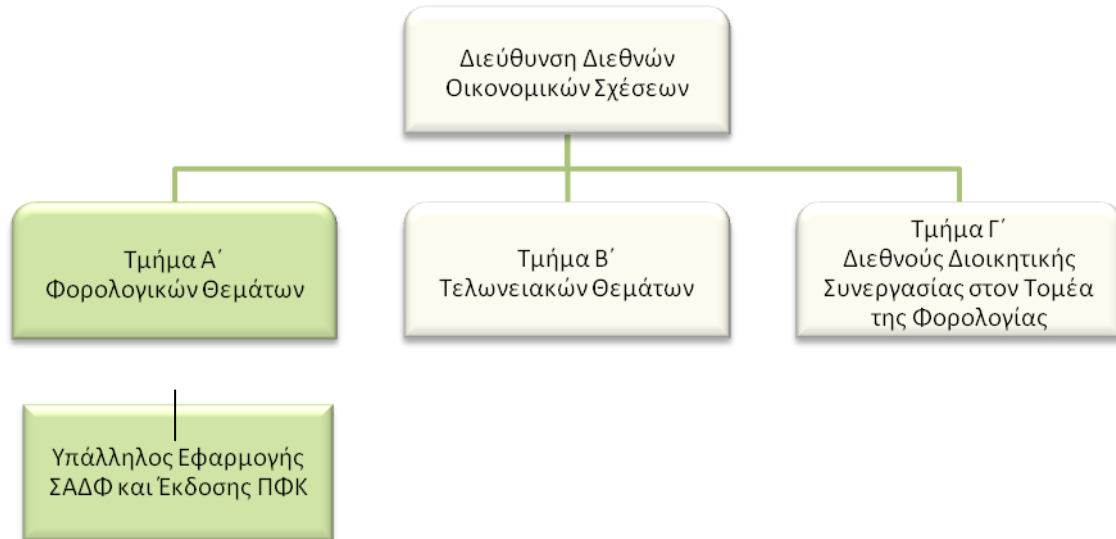 Διεύθυνση Διεθνών
Οικονομικών Σχέσεων
Τμήμα Α΄
Φορολογικών Θεμάτων
Τμήμα Β΄
Τελωνειακών Θεμάτων
Τμήμα Γ΄
Διεθνούς Διοικητικής
Συνεργασίας στον Τομέα
της Φορολογίας
Υπάλληλος Εφαρμογής
ΣΑΔΦ και Έκδοσης ΠΦΚ